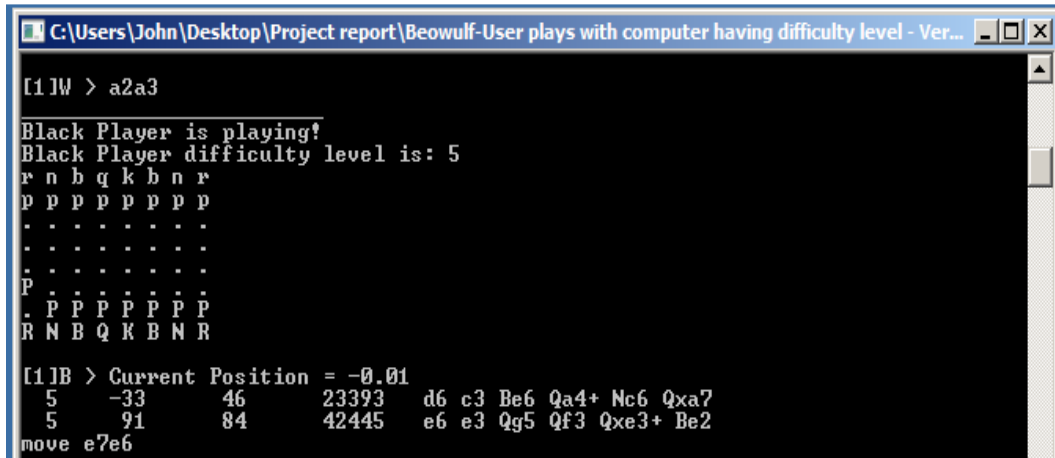 C:\Users\John\Desktop\Project report\Beowulf-User plays with computer having difficulty level - Ver...
[1]W > a2a3
Black Player is playing!
Black Player difficulty level is: 5
r n b q k b n r
p p p p p p p p
. . . . . . . .
. . . . . . . .
. . . . . . . .
P . . . . . . .
. P P P P P P P
R N B Q K B N R
[1]B > Current Position = -0.01
5 -33 46 23393 d6 c3 Be6 Qa4+ Nc6 Qxa7
5 91 84 42445 e6 e3 Qg5 Qf3 Qxe3+ Be2
move e7e6